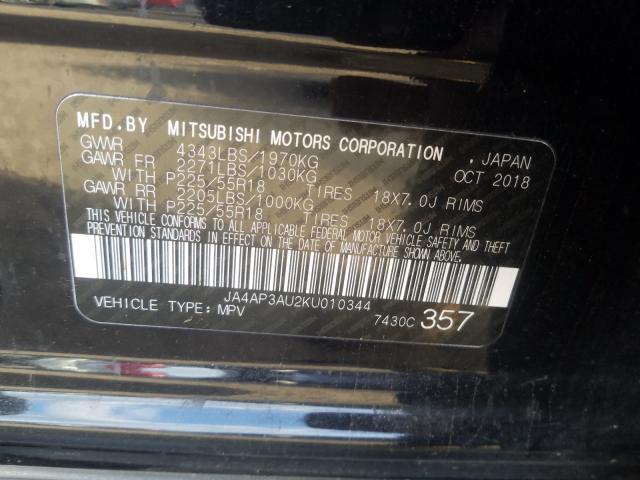 MFD.BY MITSUBISHI MOTORS CORPORATION , JAPAN
GWWR 4343LBS/1970KG OCT 2018
GAWR FR 2271LBS/1030KG
WITH P225/55R18 TIRES 18X7.0J RIMS
GAWR RR 2205LBS/1000KG
WITH P225/55R18 TIRES 18X7.0J RIMS
THIS VEHICLE CONFORMS TO ALL APPLICABLE FEDERAL MOTOR VEHICLE SAFETY AND THEFT
PREVENTION STANDARDS IN EFFECT ON THE DATE OF MANUFACTURE SHOWN ABOVE.
JA4AP3AU2KU010344
VEHICLE TYPE: MPV 7430C 357